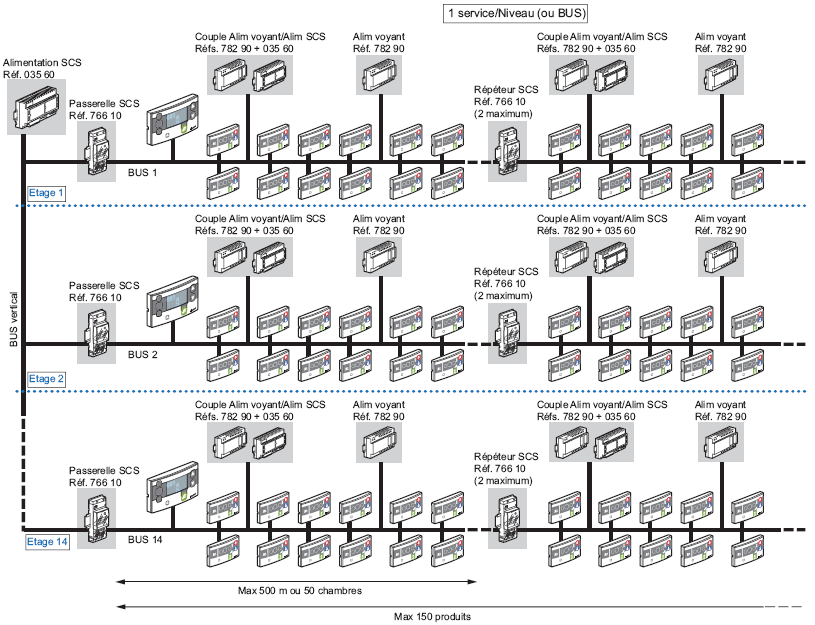 1 service/Niveau (ou BUS)
Couple Alim voyant/Alim SCS
Réfs. 782 90 + 035 60
Alim voyant
Réf. 782 90
Couple Alim voyant/Alim SCS
Réfs. 782 90 + 035 60
Alim voyant
Réf. 782 90
Alimentation SCS
Réf. 035 60
Passerelle SCS
Réf. 766 10
Répéteur SCS
Réf. 766 10
(2 maximum)
BUS 1
Etage 1
Couple Alim voyant/Alim SCS
Réfs. 782 90 + 035 60
Alim voyant
Réf. 782 90
Couple Alim voyant/Alim SCS
Réfs. 782 90 + 035 60
Alim voyant
Réf. 782 90
Passerelle SCS
Réf. 766 10
Répéteur SCS
Réf. 766 10
(2 maximum)
BUS vertical
BUS 2
Etage 2
Couple Alim voyant/Alim SCS
Réfs. 782 90 + 035 60
Alim voyant
Réf. 782 90
Couple Alim voyant/Alim SCS
Réfs. 782 90 + 035 60
Alim voyant
Réf. 782 90
Passerelle SCS
Réf. 766 10
Répéteur SCS
Réf. 766 10
(2 maximum)
Etage 14
BUS 14
Max 500 m ou 50 chambres
Max 150 produits